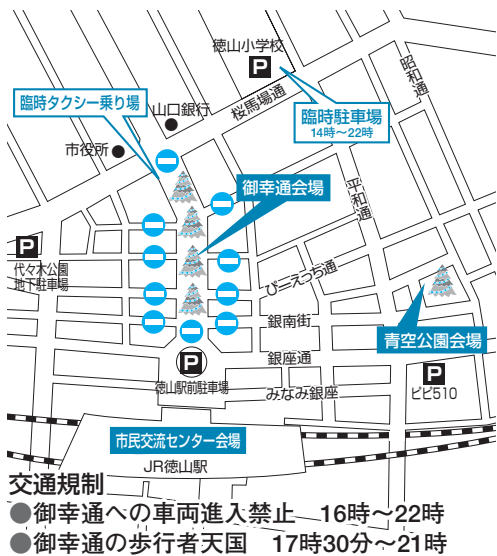 徳山小学校
P
昭和通
臨時タクシー乗り場
山口銀行
桜馬場通
臨時駐車場
14時～22時
市役所
御幸通会場
平和通
P
代々木公園
地下駐車場
ぴーえっち通
銀南街
青空公園会場
銀座通
P
徳山駅前駐車場
みなみ銀座
P
ピピ510
市民交流センター会場
JR徳山駅
交通規制
●御幸通への車両進入禁止　16時～22時
●御幸通の歩行者天国　17時30分～21時